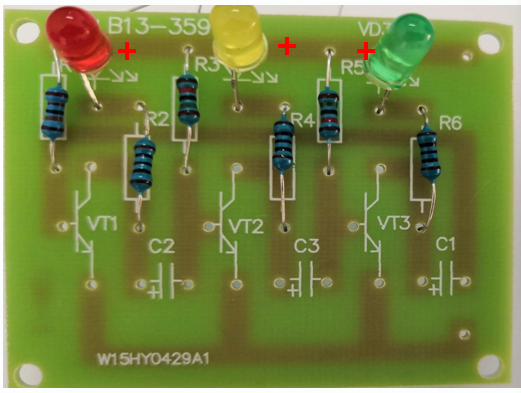 B13-359
VD3
R3
R5
R2
R4
R6
VT1
VT2
VT3
C2
C3
C1
W15HY0429A1